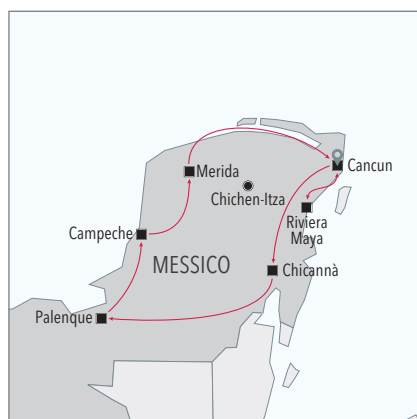 Cancun
Merida
Chichen-Itza
Riviera
Maya
Campeche
MESSICO
Chicannà
Palenque